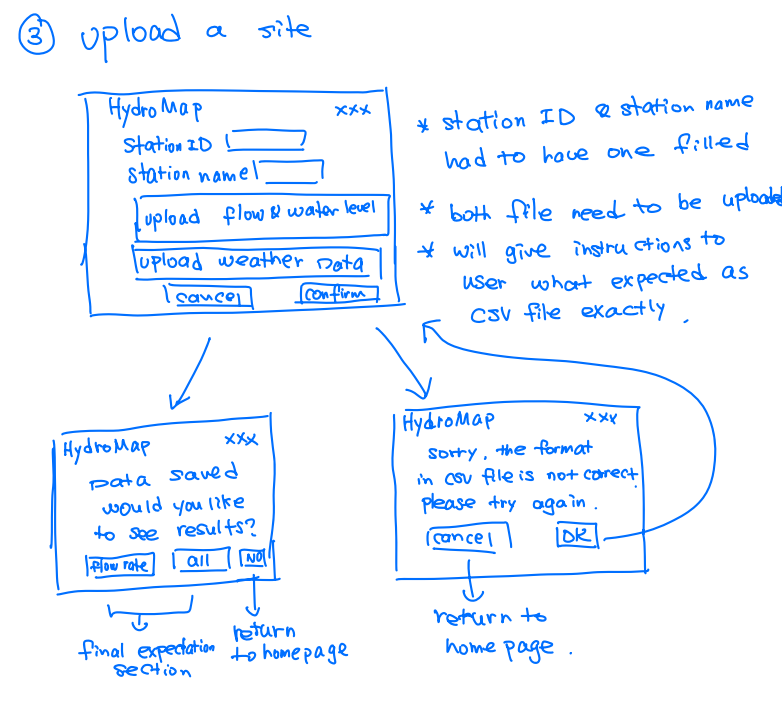 ③ upload a site
HydroMap xxx
Station ID
station name
upload flow & water level
upload weather Data
cancel confirm
* station ID & station name
had to have one filled
* both file need to be upload
* will give instructions to
user what expected as
CSV file exactly.
HydroMap xxx
Data saved
would you like
to see results?
flow rate all NO
final expectation
section
return
to homepage
HydroMap xxx
sorry, the format
in csv file is not correct
please try again.
cancel OK
return to
home page.